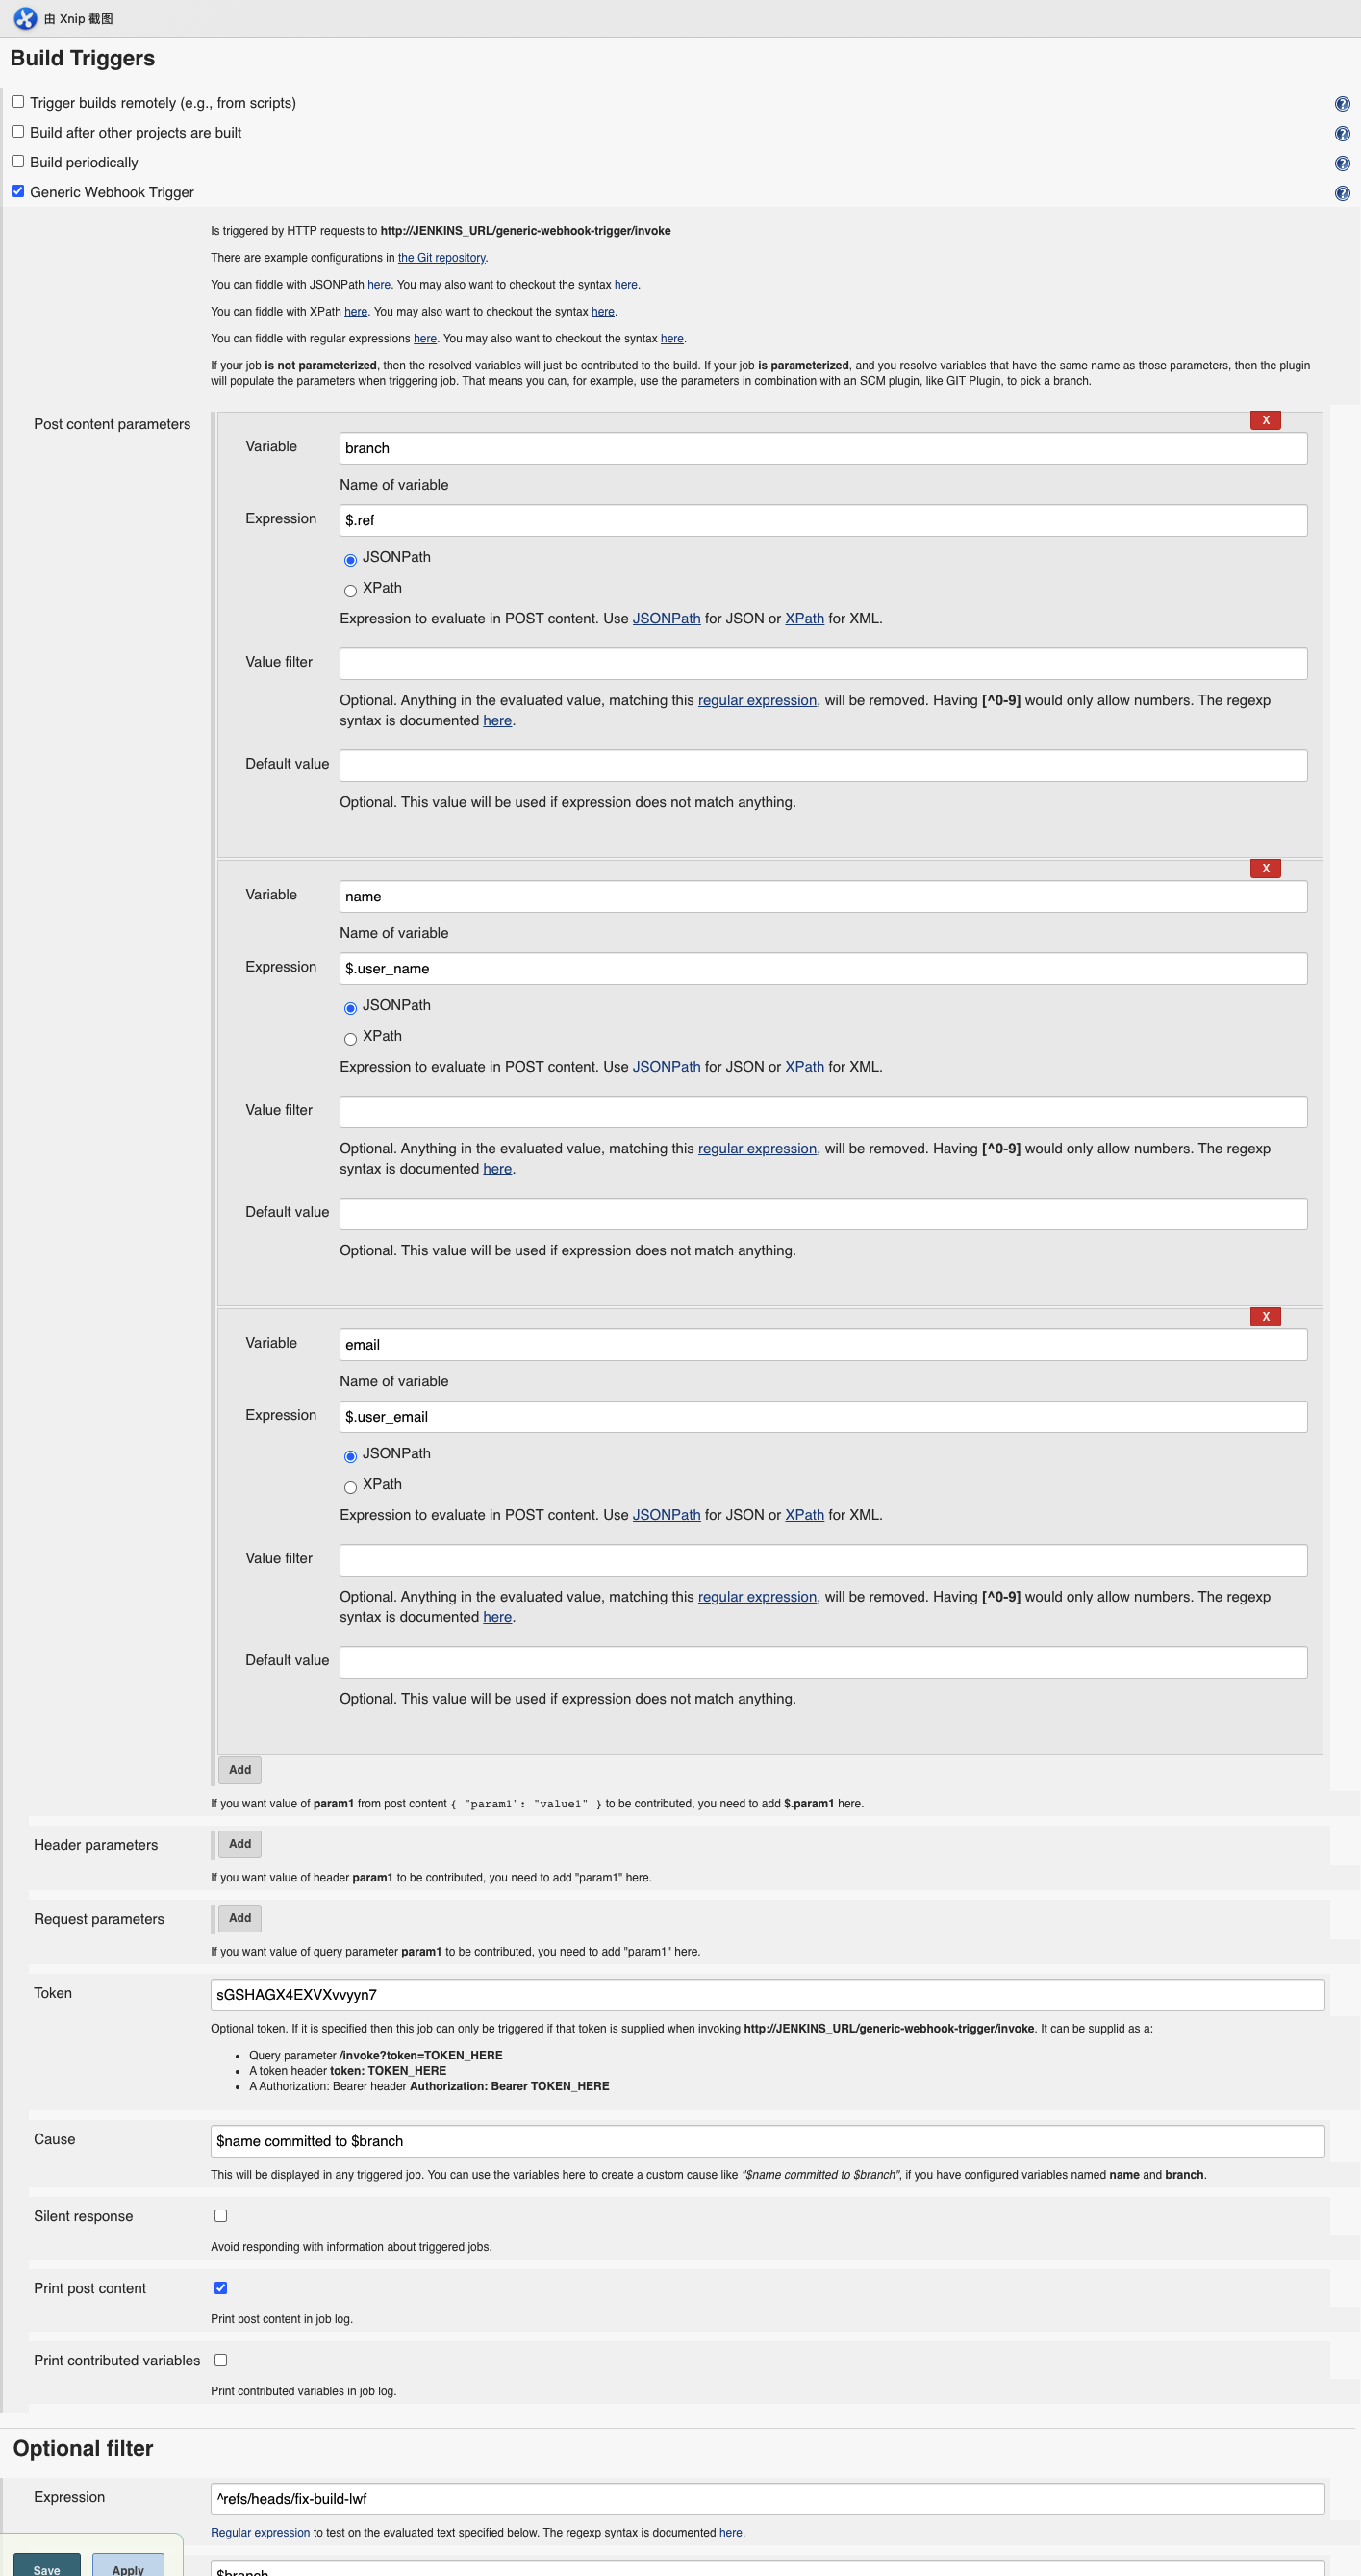 由 Xnip 截图
Build Triggers
Trigger builds remotely (e.g., from scripts)
Build after other projects are built
Build periodically
Generic Webhook Trigger
Is triggered by HTTP requests to http://JENKINS_URL/generic-webhook-trigger/invoke
There are example configurations in the Git repository.
You can fiddle with JSONPath here. You may also want to checkout the syntax here.
You can fiddle with XPath here. You may also want to checkout the syntax here.
You can fiddle with regular expressions here. You may also want to checkout the syntax here.
If your job is not parameterized, then the resolved variables will just be contributed to the build. If your job is parameterized, and you resolve variables that have the same name as those parameters, then the plugin
will populate the parameters when triggering job. That means you can, for example, use the parameters in combination with an SCM plugin, like GIT Plugin, to pick a branch.
Post content parameters
X
Variable
branch
Name of variable
Expression
$.ref
JSONPath
XPath
Expression to evaluate in POST content. Use JSONPath for JSON or XPath for XML.
Value filter
Optional. Anything in the evaluated value, matching this regular expression, will be removed. Having [^0-9] would only allow numbers. The regexp
syntax is documented here.
Default value
Optional. This value will be used if expression does not match anything.
X
Variable
name
Name of variable
Expression
$.user_name
JSONPath
XPath
Expression to evaluate in POST content. Use JSONPath for JSON or XPath for XML.
Value filter
Optional. Anything in the evaluated value, matching this regular expression, will be removed. Having [^0-9] would only allow numbers. The regexp
syntax is documented here.
Default value
Optional. This value will be used if expression does not match anything.
X
Variable
email
Name of variable
Expression
$.user_email
JSONPath
XPath
Expression to evaluate in POST content. Use JSONPath for JSON or XPath for XML.
Value filter
Optional. Anything in the evaluated value, matching this regular expression, will be removed. Having [^0-9] would only allow numbers. The regexp
syntax is documented here.
Default value
Optional. This value will be used if expression does not match anything.
Add
If you want value of param1 from post content { "param1": "value1" } to be contributed, you need to add $.param1 here.
Header parameters
Add
If you want value of header param1 to be contributed, you need to add "param1" here.
Request parameters
Add
If you want value of query parameter param1 to be contributed, you need to add "param1" here.
Token
sGSHAGX4EXVXvvyyn7
Optional token. If it is specified then this job can only be triggered if that token is supplied when invoking http://JENKINS_URL/generic-webhook-trigger/invoke. It can be supplid as a:
• Query parameter /invoke?token=TOKEN_HERE
• A token header token: TOKEN_HERE
• A Authorization: Bearer header Authorization: Bearer TOKEN_HERE
Cause
$name committed to $branch
This will be displayed in any triggered job. You can use the variables here to create a custom cause like "$name committed to $branch", if you have configured variables named name and branch.
Silent response
Avoid responding with information about triggered jobs.
Print post content
Print post content in job log.
Print contributed variables
Print contributed variables in job log.
Optional filter
Expression
^refs/heads/fix-build-lwf
Regular expression to test on the evaluated text specified below. The regexp syntax is documented here.
Save
Apply
$branch